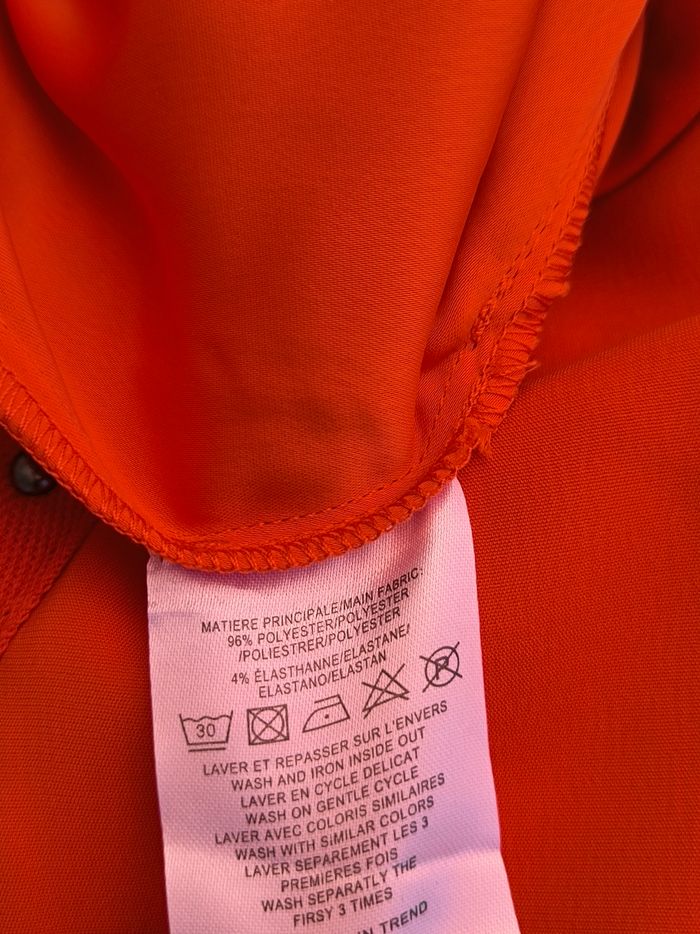 MATIERE PRINCIPALE/MAIN FABRIC:
96% POLYESTER/POLYESTER
/POLIESTRER/POLYESTER
4% ÉLASTHANNE/ELASTANE/
ELASTANO/ELASTAN
30 P
LAVER ET REPASSER SUR L'ENVERS
WASH AND IRON INSIDE OUT
LAVER EN CYCLE DELICAT
WASH ON GENTLE CYCLE
LAVER AVEC COLORIS SIMILAIRES
WASH WITH SIMILAR COLORS
LAVER SEPAREMENT LES 3
PREMIERES FOIS
WASH SEPARATLY THE
FIRSY 3 TIMES
IN TREND